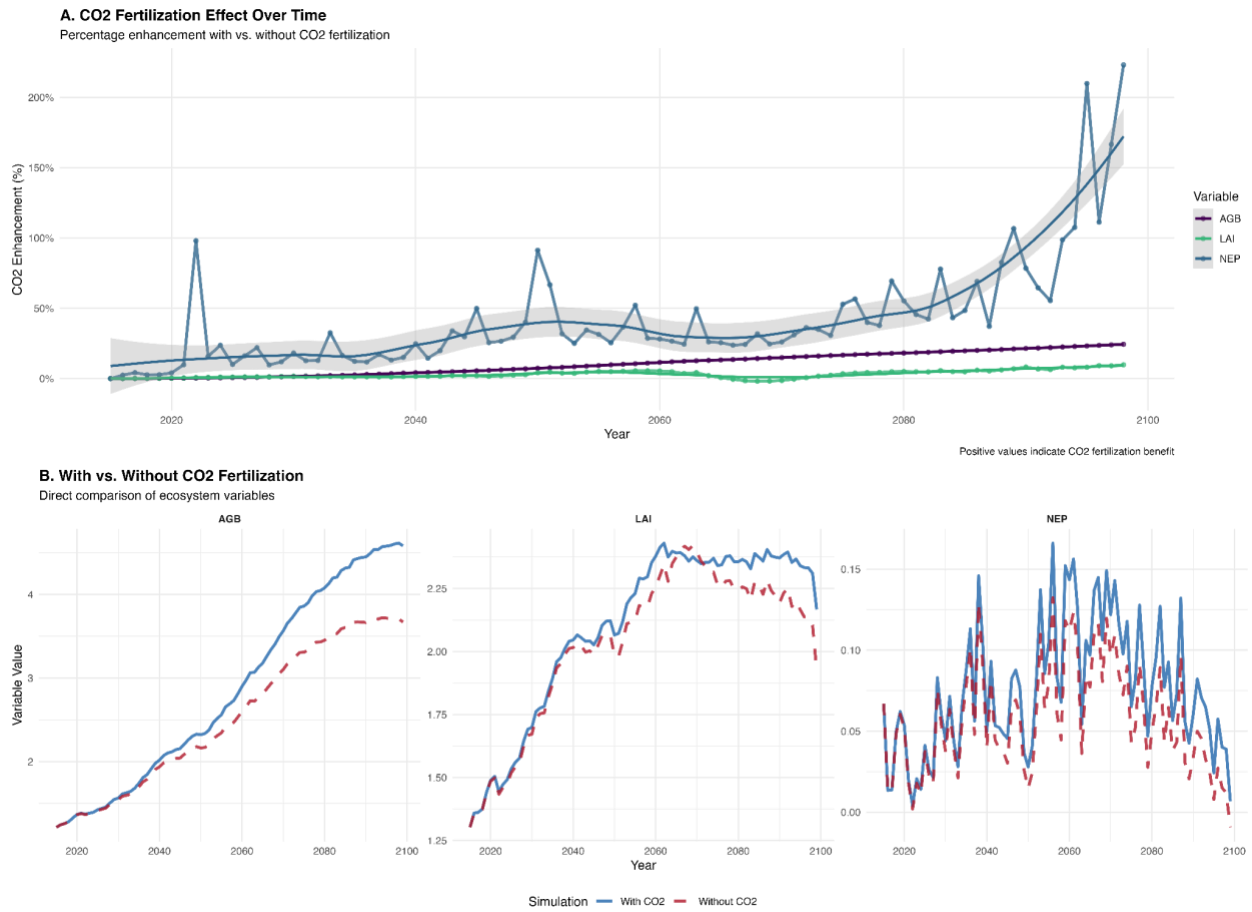 A. CO2 Fertilization Effect Over Time
Percentage enhancement with vs. without CO2 fertilization
CO2 Enhancement (%)
200%
150%
100%
50%
0%
2020 2040 2060 2080 2100
Year
Variable
AGB
LAI
NEP
Positive values indicate CO2 fertilization benefit
B. With vs. Without CO2 Fertilization
Direct comparison of ecosystem variables
AGB LAI NEP
Variable Value
4
3
2
2.25
2.00
1.75
1.50
1.25
0.15
0.10
0.05
0.00
2020 2040 2060 2080 2100 2020 2040 2060 2080 2100 2020 2040 2060 2080 2100
Year
Simulation With CO2 Without CO2